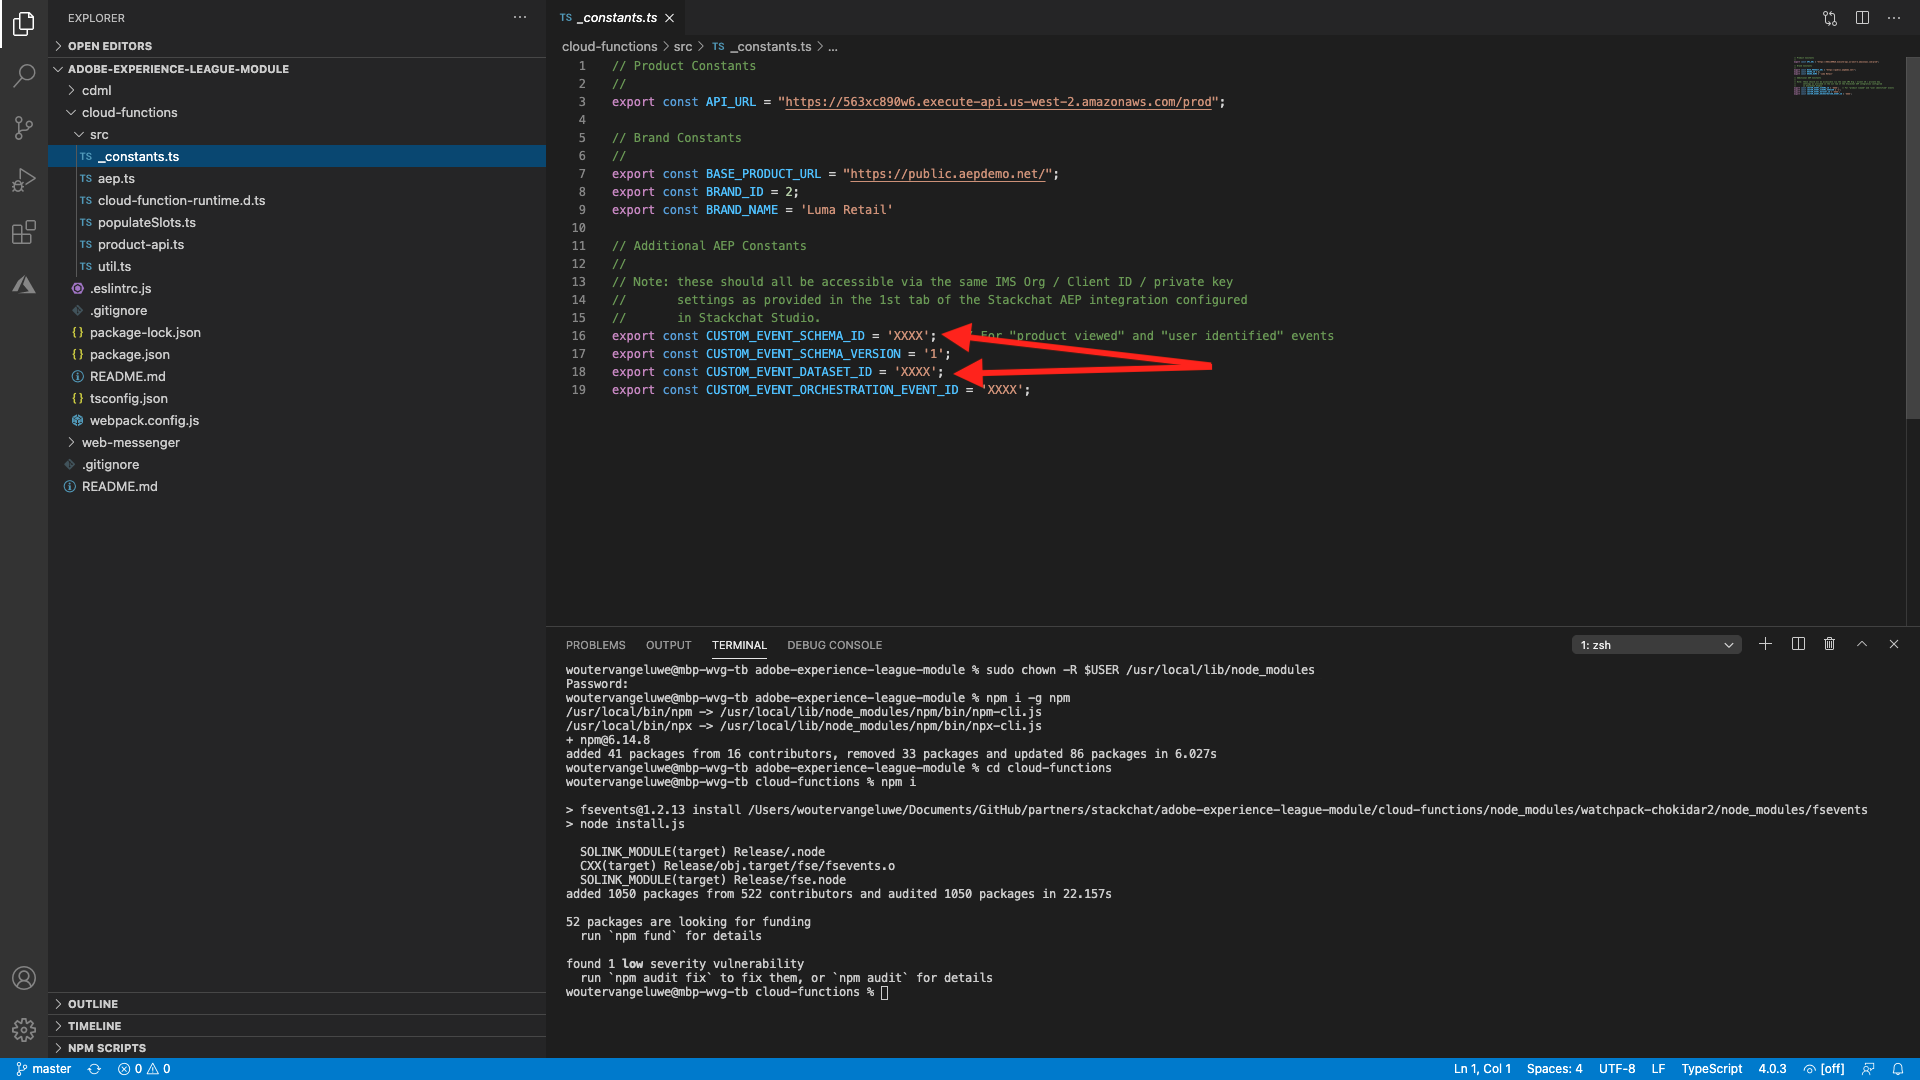 EXPLORER
OPEN EDITORS
ADOBE-EXPERIENCE-LEAGUE-MODULE
cdml
cloud-functions
src
TS _constants.ts
TS aep.ts
TS cloud-function-runtime.d.ts
TS populateSlots.ts
TS product-api.ts
TS util.ts
.eslintrc.js
.gitignore
{} package-lock.json
{} package.json
README.md
{} tsconfig.json
webpack.config.js
web-messenger
.gitignore
README.md
OUTLINE
TIMELINE
NPM SCRIPTS
TS _constants.ts
cloud-functions > src > TS _constants.ts > ...
1 // Product Constants
2 //
3 export const API_URL = "https://563xc890w6.execute-api.us-west-2.amazonaws.com/prod";
4
5 // Brand Constants
6 //
7 export const BASE_PRODUCT_URL = "https://public.aepdemo.net/";
8 export const BRAND_ID = 2;
9 export const BRAND_NAME = 'Luma Retail'
10
11 // Additional AEP Constants
12 //
13 // Note: these should all be accessible via the same IMS Org / Client ID / private key
14 // settings as provided in the 1st tab of the Stackchat AEP integration configured
15 // in Stackchat Studio.
16 export const CUSTOM_EVENT_SCHEMA_ID = 'XXXX'; For "product viewed" and "user identified" events
17 export const CUSTOM_EVENT_SCHEMA_VERSION = '1';
18 export const CUSTOM_EVENT_DATASET_ID = 'XXXX';
19 export const CUSTOM_EVENT_ORCHESTRATION_EVENT_ID = 'XXXX';
PROBLEMS OUTPUT TERMINAL DEBUG CONSOLE 1: zsh
woutervangeluwe@mbp-wvg-tb adobe-experience-league-module % sudo chown -R $USER /usr/local/lib/node_modules
Password:
woutervangeluwe@mbp-wvg-tb adobe-experience-league-module % npm i -g npm
/usr/local/bin/npm -> /usr/local/lib/node_modules/npm/bin/npm-cli.js
/usr/local/bin/npx -> /usr/local/lib/node_modules/npm/bin/npx-cli.js
+ npm@6.14.8
added 41 packages from 16 contributors, removed 33 packages and updated 86 packages in 6.027s
woutervangeluwe@mbp-wvg-tb adobe-experience-league-module % cd cloud-functions
woutervangeluwe@mbp-wvg-tb cloud-functions % npm i
> fsevents@1.2.13 install /Users/woutervangeluwe/Documents/GitHub/partners/stackchat/adobe-experience-league-module/cloud-functions/node_modules/watchpack-chokidar2/node_modules/fsevents
> node install.js
SOLINK_MODULE(target) Release/.node
CXX(target) Release/obj.target/fse/fsevents.o
SOLINK_MODULE(target) Release/fse.node
added 1050 packages from 522 contributors and audited 1050 packages in 22.157s
52 packages are looking for funding
run `npm fund` for details
found 1 low severity vulnerability
run `npm audit fix` to fix them, or `npm audit` for details
woutervangeluwe@mbp-wvg-tb cloud-functions %
master 0 0 Ln 1, Col 1 Spaces: 4 UTF-8 LF TypeScript 4.0.3 [off]